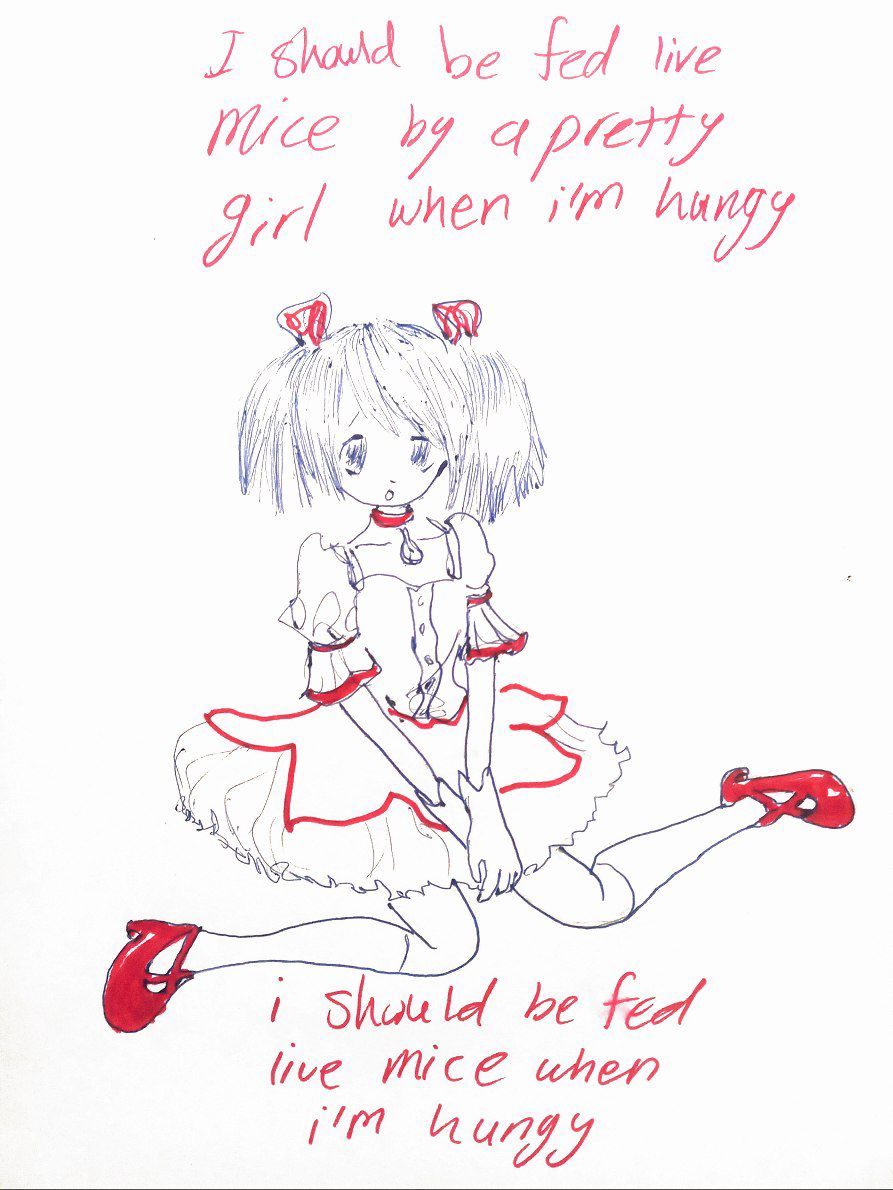 I should be fed live
mice by a pretty
girl when i'm hungy
i should be fed
live mice when
i'm hungy